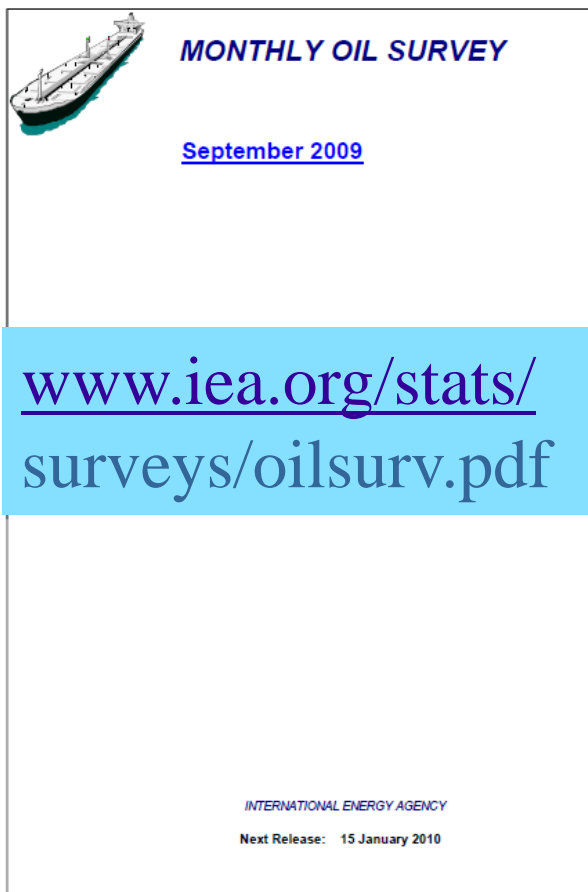 MONTHLY OIL SURVEY
September 2009
www.iea.org/stats/
surveys/oilsurv.pdf
INTERNATIONAL ENERGY AGENCY
Next Release: 15 January 2010